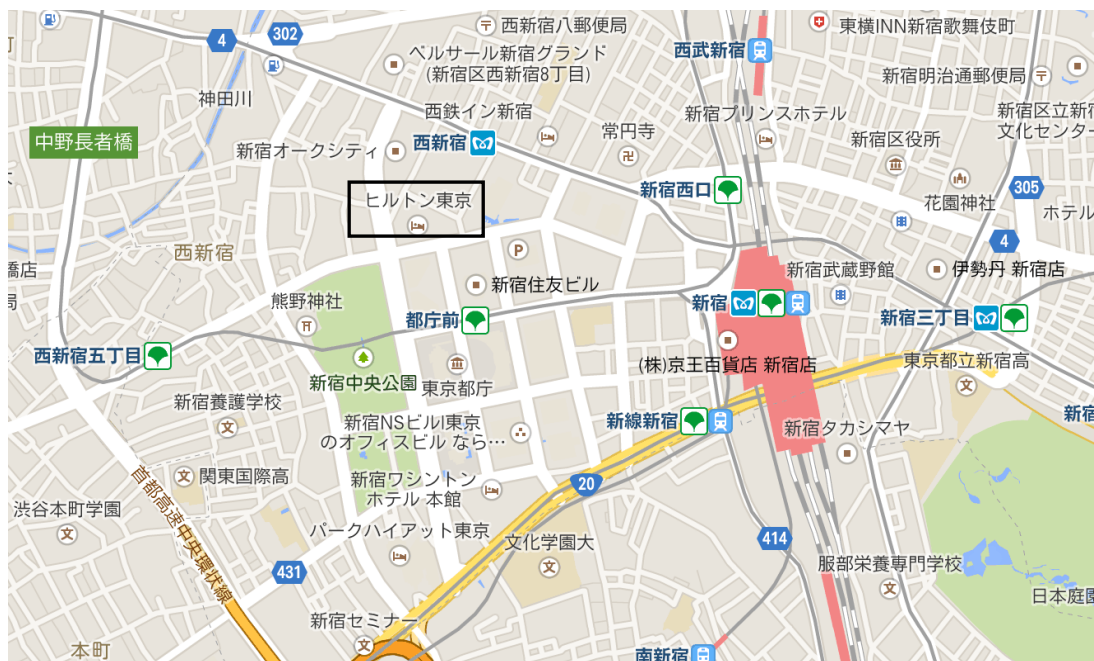 302
西新宿八郵便局
東横INN新宿歌舞伎町
4
西武新宿
ベルサール新宿グランド
(新宿区西新宿8丁目)
新宿明治通郵便局
神田川
西鉄イン新宿
新宿プリンスホテル
新宿区立新宿
文化センター
中野長者橋
常円寺
新宿区役所
新宿オークシティ
西新宿
新宿西口
305
ヒルトン東京
花園神社
ホテル
4
西新宿
P
橋店
局
新宿住友ビル
新宿武蔵野館
伊勢丹 新宿店
熊野神社
都庁前
新宿
新宿三丁目
西新宿五丁目
(株)京王百貨店 新宿店
東京都立新宿高
新宿中央公園
東京都庁
新宿養護学校
新宿NSビル|東京
のオフィスビル なら…
新線新宿
新宿タカシマヤ
新宿
関東国際高
新宿ワシントン
ホテル 本館
20
首都高速中央環状線
渋谷本町学園
パークハイアット東京
文化学園大
414
431
服部栄養専門学校
日本庭園
新宿セミナー
本町
南新宿